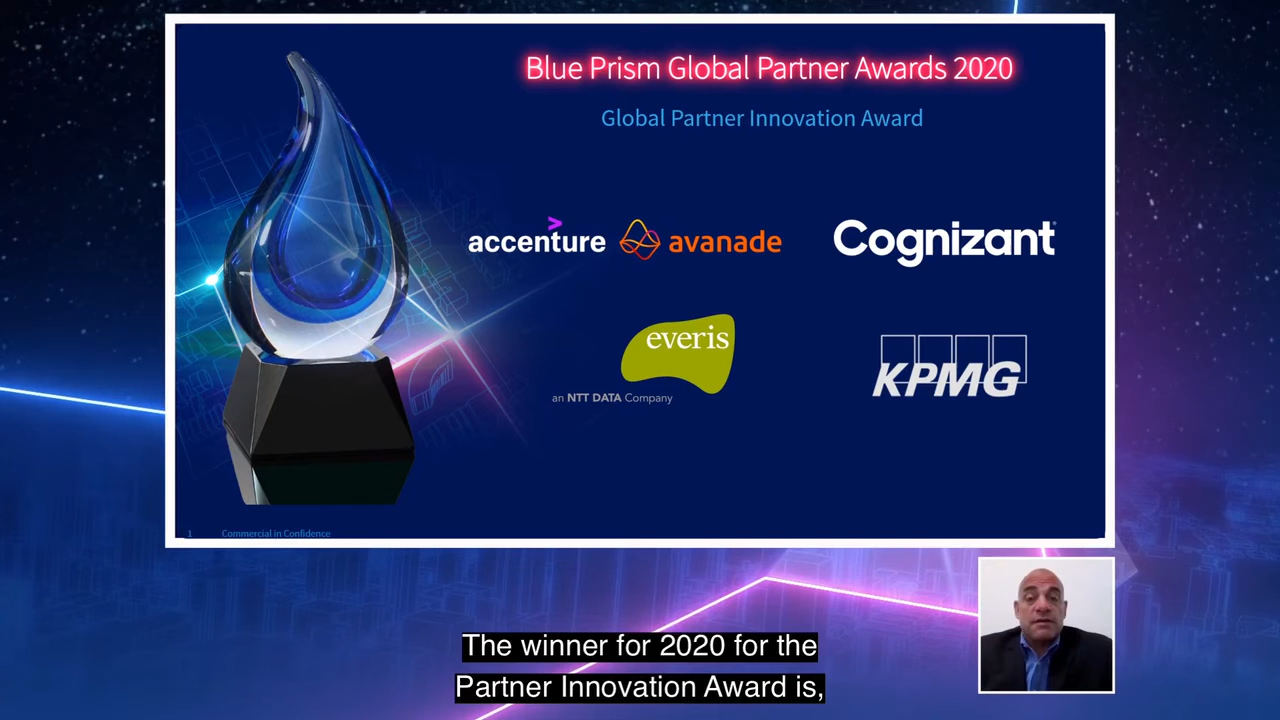 Blue Prism Global Partner Awards 2020
Global Partner Innovation Award
accenture avanade Cognizant
everis
an NTT DATA Company
KPMG
1 Commercial in Confidence
The winner for 2020 for the
Partner Innovation Award is,